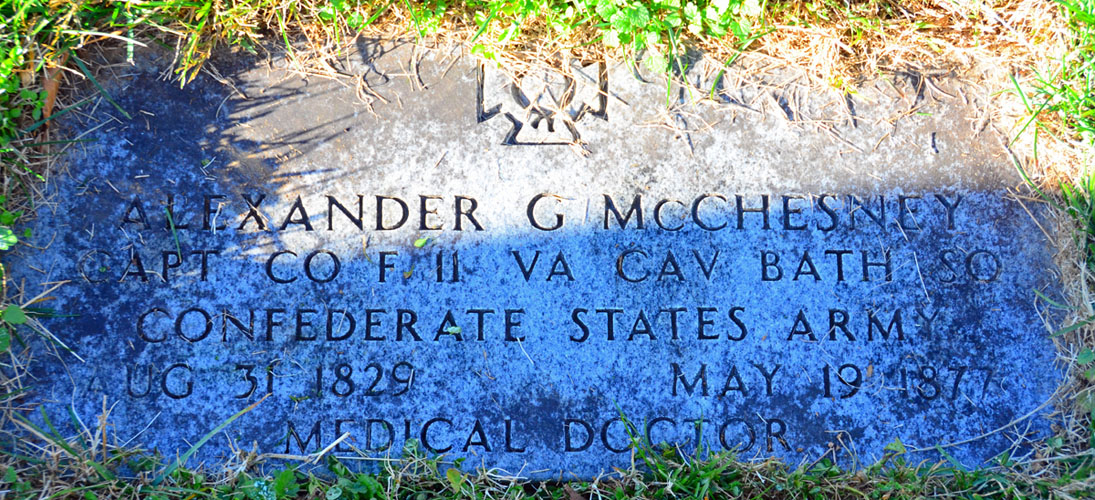 ALEXANDER G McCHESNEY
CAPT CO F 11 VA CAV BATH SQ
CONFEDERATE STATES ARMY
AUG 31 1829 MAY 19 1877
MEDICAL DOCTOR